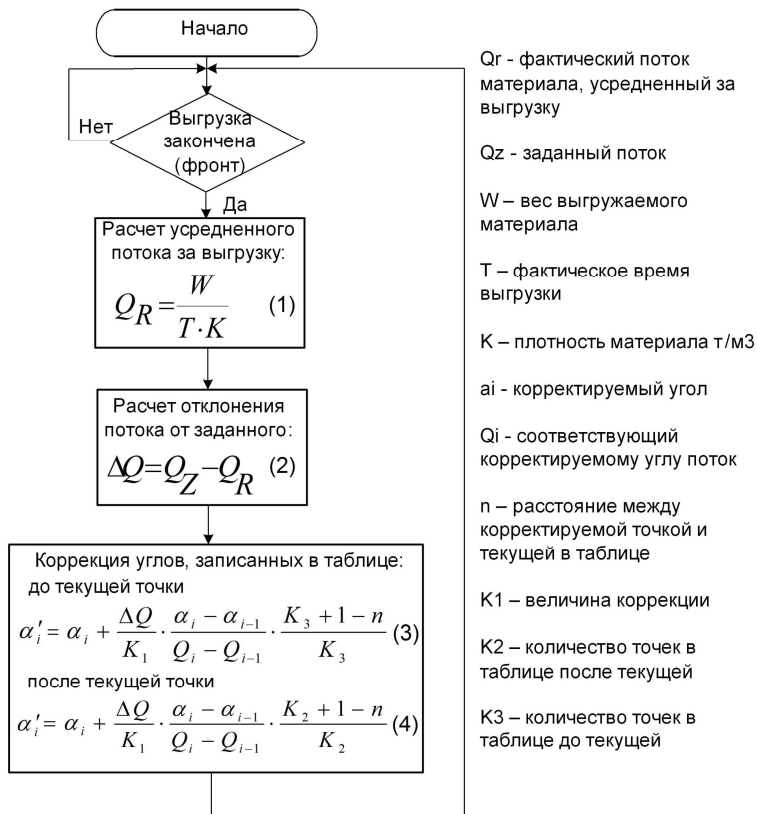 Начало
Нет
Выгрузка
закончена
(фронт)
Да
Расчет усредненного
потока за выгрузку:
Q_R = W / (T · K) (1)
Расчет отклонения
потока от заданного:
ΔQ = Q_Z − Q_R (2)
Коррекция углов, записанных в таблице:
до текущей точки
α′_i = α_i + ΔQ / K_1 · (α_i − α_{i−1}) / (Q_i − Q_{i−1}) · (K_3 + 1 − n) / K_3 (3)
после текущей точки
α′_i = α_i + ΔQ / K_1 · (α_i − α_{i−1}) / (Q_i − Q_{i−1}) · (K_2 + 1 − n) / K_2 (4)
Qr - фактический поток
материала, усредненный за
выгрузку
Qz - заданный поток
W – вес выгружаемого
материала
T – фактическое время
выгрузки
K – плотность материала т/м3
ai - корректируемый угол
Qi - соответствующий
корректируемому углу поток
n – расстояние между
корректируемой точкой и
текущей в таблице
K1 – величина коррекции
K2 – количество точек в
таблице после текущей
K3 – количество точек в
таблице до текущей